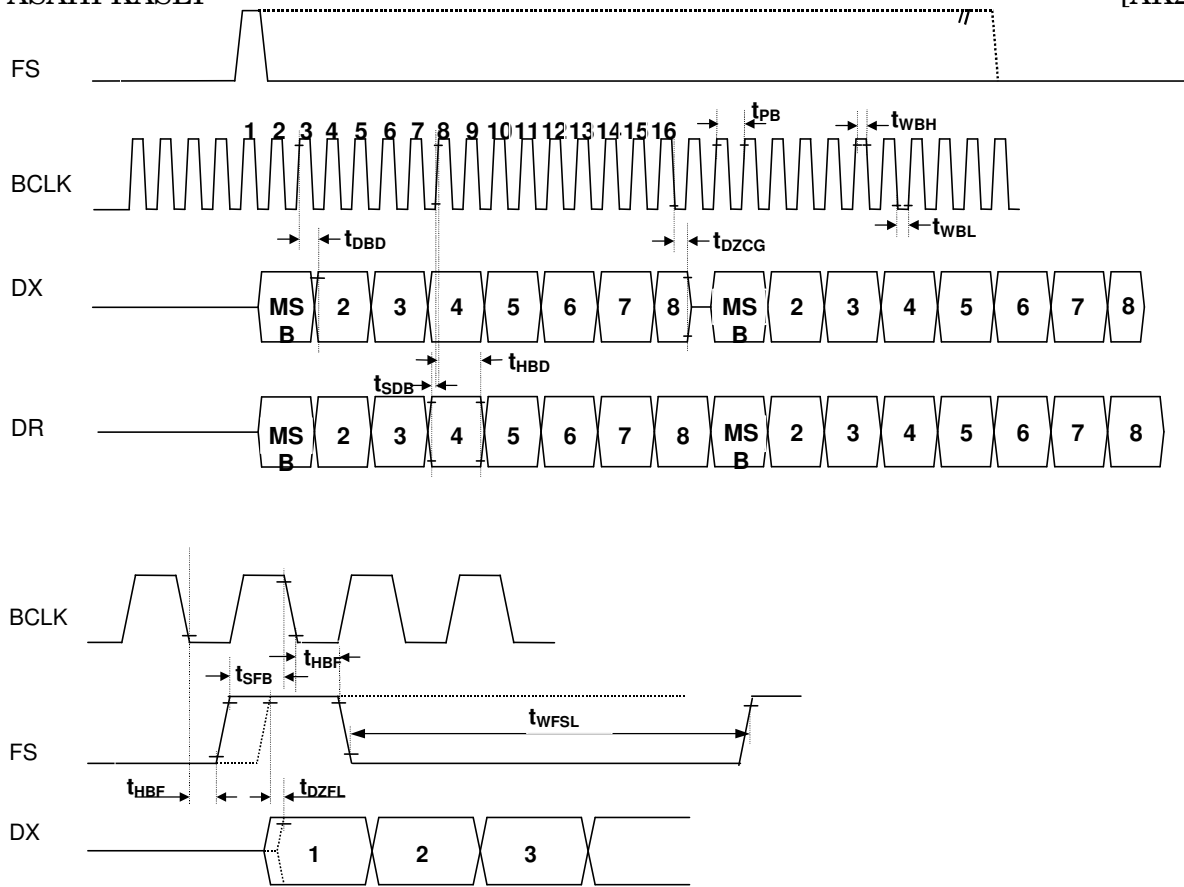 ASAHI KASEI [AK2
FS
1 2 3 4 5 6 7 8 9 10 11 12 13 14 15 16 tPB tWBH
BCLK
tDBD tDZCG tWBL
DX MS B 2 3 4 5 6 7 8 MS B 2 3 4 5 6 7 8
tHBD
tSDB
DR MS B 2 3 4 5 6 7 8 MS B 2 3 4 5 6 7 8
BCLK
tHBF
tSFB
tWFSL
FS
tHBF tDZFL
DX 1 2 3